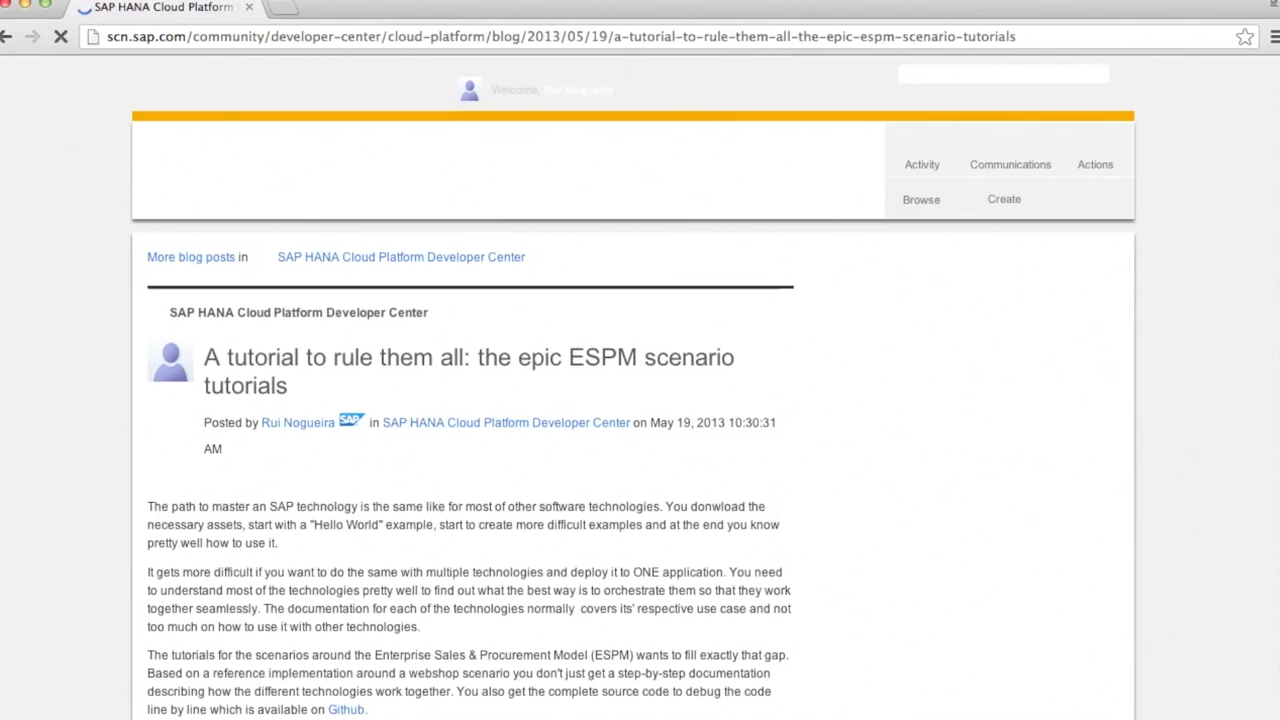 SAP HANA Cloud Platform
scn.sap.com/community/developer-center/cloud-platform/blog/2013/05/19/a-tutorial-to-rule-them-all-the-epic-espm-scenario-tutorials
Welcome, Rui Nogueira
Activity Communications Actions
Browse Create
More blog posts in SAP HANA Cloud Platform Developer Center
SAP HANA Cloud Platform Developer Center
A tutorial to rule them all: the epic ESPM scenario
tutorials
Posted by Rui Nogueira SAP in SAP HANA Cloud Platform Developer Center on May 19, 2013 10:30:31
AM
The path to master an SAP technology is the same like for most of other software technologies. You donwload the
necessary assets, start with a "Hello World" example, start to create more difficult examples and at the end you know
pretty well how to use it.
It gets more difficult if you want to do the same with multiple technologies and deploy it to ONE application. You need
to understand most of the technologies pretty well to find out what the best way is to orchestrate them so that they work
together seamlessly. The documentation for each of the technologies normally covers its' respective use case and not
too much on how to use it with other technologies.
The tutorials for the scenarios around the Enterprise Sales & Procurement Model (ESPM) wants to fill exactly that gap.
Based on a reference implementation around a webshop scenario you don't just get a step-by-step documentation
describing how the different technologies work together. You also get the complete source code to debug the code
line by line which is available on Github.